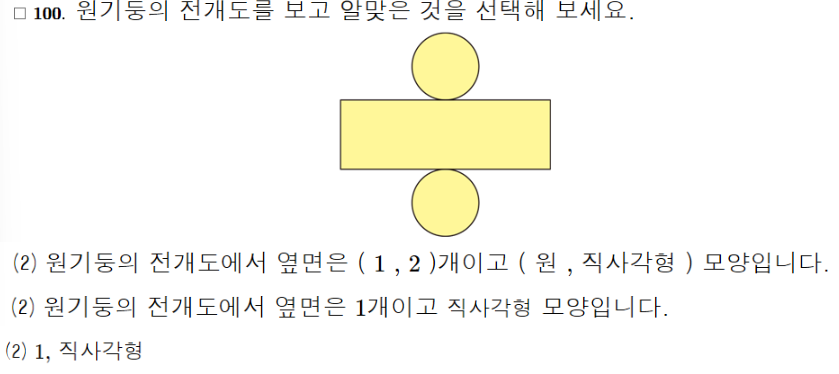 □ 100. 원기둥의 전개도를 보고 알맞은 것을 선택해 보세요.
(2) 원기둥의 전개도에서 옆면은 ( 1 , 2 )개이고 ( 원 , 직사각형 ) 모양입니다.
(2) 원기둥의 전개도에서 옆면은 1개이고 직사각형 모양입니다.
(2) 1, 직사각형